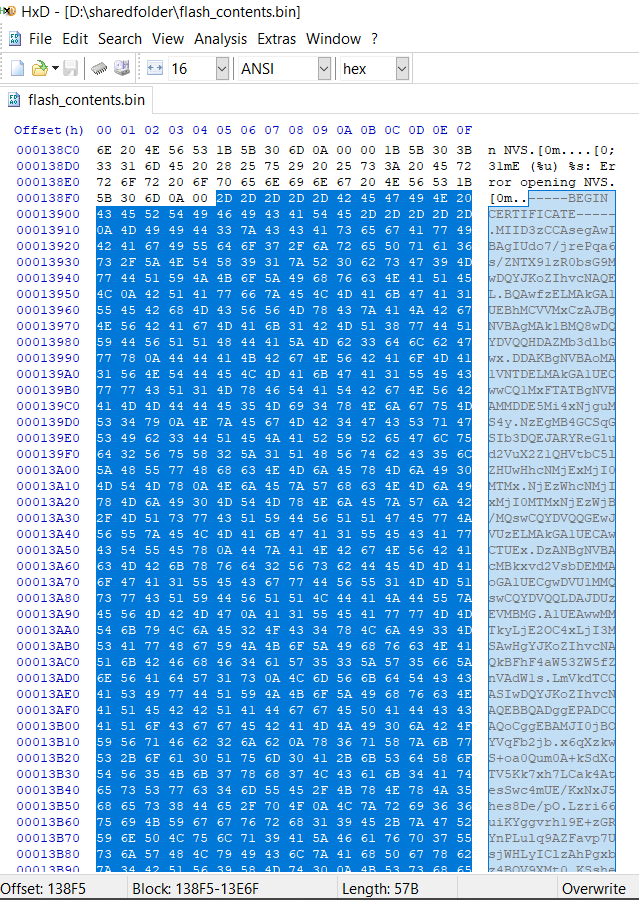 HxD - [D:\sharedfolder\flash_contents.bin]
File Edit Search View Analysis Extras Window ?
16 ANSI hex
flash_contents.bin
Offset(h) 00 01 02 03 04 05 06 07 08 09 0A 0B 0C 0D 0E 0F
000138C0 6E 20 4E 56 53 1B 5B 30 6D 0A 00 00 1B 5B 30 3B n NVS.[0m....[0;
000138D0 33 31 6D 45 20 28 25 75 29 20 25 73 3A 20 45 72 31mE (%u) %s: Er
000138E0 72 6F 72 20 6F 70 65 6E 69 6E 67 20 4E 56 53 1B ror opening NVS.
000138F0 5B 30 6D 0A 00 2D 2D 2D 2D 2D 42 45 47 49 4E 20 [0m..-----BEGIN
00013900 43 45 52 54 49 46 49 43 41 54 45 2D 2D 2D 2D 2D CERTIFICATE-----
00013910 0A 4D 49 49 44 33 7A 43 43 41 73 65 67 41 77 49 .MIID3zCCAsegAwI
00013920 42 41 67 49 55 64 6F 37 2F 6A 72 65 50 71 61 36 BAgIUdo7/jrePqa6
00013930 73 2F 5A 4E 54 58 39 31 7A 52 30 62 73 47 39 4D s/ZNTX91zR0bsG9M
00013940 77 44 51 59 4A 4B 6F 5A 49 68 76 63 4E 41 51 45 wDQYJKoZIhvcNAQE
00013950 4C 0A 42 51 41 77 66 7A 45 4C 4D 41 6B 47 41 31 L.BQAwfzELMAkGA1
00013960 55 45 42 68 4D 43 56 56 4D 78 43 7A 41 4A 42 67 UEBhMCVVMxCzAJBg
00013970 4E 56 42 41 67 4D 41 6B 31 42 4D 51 38 77 44 51 NVBAgMAk1BMQ8wDQ
00013980 59 44 56 51 51 48 44 41 5A 4D 62 33 64 6C 62 47 YDVQQHDAZMb3dlbG
00013990 77 78 0A 44 44 41 4B 42 67 4E 56 42 41 6F 4D 41 wx.DDAKBgNVBAoMA
000139A0 31 56 4E 54 44 45 4C 4D 41 6B 47 41 31 55 45 43 1VNTDELMAkGA1UEC
000139B0 77 77 43 51 31 4D 78 46 54 41 54 42 67 4E 56 42 wwCQ1MxFTATBgNVB
000139C0 41 4D 4D 44 44 45 35 4D 69 34 78 4E 6A 67 75 4D AMMDDE5Mi4xNjguM
000139D0 53 34 79 0A 4E 7A 45 67 4D 42 34 47 43 53 71 47 S4y.NzEgMB4GCSqG
000139E0 53 49 62 33 44 51 45 4A 41 52 59 52 65 47 6C 75 SIb3DQEJARYReGlu
000139F0 64 32 56 75 58 32 5A 31 51 48 56 74 62 43 35 6C d2VuX2Z1QHVtbC5l
00013A00 5A 48 55 77 48 68 63 4E 4D 6A 45 78 4D 6A 49 30 ZHUwHhcNMjExMjI0
00013A10 4D 54 4D 78 0A 4E 6A 45 7A 57 68 63 4E 4D 6A 49 MTMx.NjEzWhcNMjI
00013A20 78 4D 6A 49 30 4D 54 4D 78 4E 6A 45 7A 57 6A 42 xMjI0MTMxNjEzWjB
00013A30 2F 4D 51 73 77 43 51 59 44 56 51 51 47 45 77 4A /MQswCQYDVQQGEwJ
00013A40 56 55 7A 45 4C 4D 41 6B 47 41 31 55 45 43 41 77 VUzELMAkGA1UECAw
00013A50 43 54 55 45 78 0A 44 7A 41 4E 42 67 4E 56 42 41 CTUEx.DzANBgNVBA
00013A60 63 4D 42 6B 78 76 64 32 56 73 62 44 45 4D 4D 41 cMBkxvd2VsbDEMMA
00013A70 6F 47 41 31 55 45 43 67 77 44 56 55 31 4D 4D 51 oGA1UECgwDVU1MMQ
00013A80 73 77 43 51 59 44 56 51 51 4C 44 41 4A 44 55 7A swCQYDVQQLDAJDUz
00013A90 45 56 4D 42 4D 47 0A 41 31 55 45 41 77 77 4D 4D EVMBMG.A1UEAwwMM
00013AA0 54 6B 79 4C 6A 45 32 4F 43 34 78 4C 6A 49 33 4D TkyLjE2OC4xLjI3M
00013AB0 53 41 77 48 67 59 4A 4B 6F 5A 49 68 76 63 4E 41 SAwHgYJKoZIhvcNA
00013AC0 51 6B 42 46 68 46 34 61 57 35 33 5A 57 35 66 5A QkBFhF4aW53ZW5fZ
00013AD0 6E 56 41 64 57 31 73 0A 4C 6D 56 6B 64 54 43 43 nVAdW1s.LmVkdTCC
00013AE0 41 53 49 77 44 51 59 4A 4B 6F 5A 49 68 76 63 4E ASIwDQYJKoZIhvcN
00013AF0 41 51 45 42 42 51 41 44 67 67 45 50 41 44 43 43 AQEBBQADggEPADCC
00013B00 41 51 6F 43 67 67 45 42 41 4D 4A 49 30 6A 42 4F AQoCggEBAMJI0jBO
00013B10 59 56 71 46 62 32 6A 62 0A 78 36 71 58 7A 6B 77 YVqFb2jb.x6qXzkw
00013B20 53 2B 6F 61 30 51 75 6D 30 41 2B 6B 53 64 58 6F S+oa0Qum0A+kSdXo
00013B30 54 56 35 4B 6B 37 78 68 37 4C 43 61 6B 34 41 74 TV5Kk7xh7LCak4At
00013B40 65 73 53 77 63 34 6D 55 45 2F 4B 78 4E 78 4A 35 esSwc4mUE/KxNxJ5
00013B50 68 65 73 38 44 65 2F 70 4F 0A 4C 7A 72 69 36 36 hes8De/pO.Lzri66
00013B60 75 69 4B 59 67 67 76 72 68 31 39 45 2B 7A 47 52 uiKYggvrh19E+zGR
00013B70 59 6E 50 4C 75 6C 71 39 41 5A 46 61 76 70 37 55 YnPLulq9AZFavp7U
00013B80 73 6A 57 48 4C 79 49 43 6C 7A 41 68 50 67 78 62 sjWHLyIClzAhPgxb
00013B90 7A 34 42 51 56 39 58 4D 74 30 0A 4B 53 73 68 65 z4BQV9XMt0.KSshe
Offset: 138F5 Block: 138F5-13E6F Length: 57B Overwrite